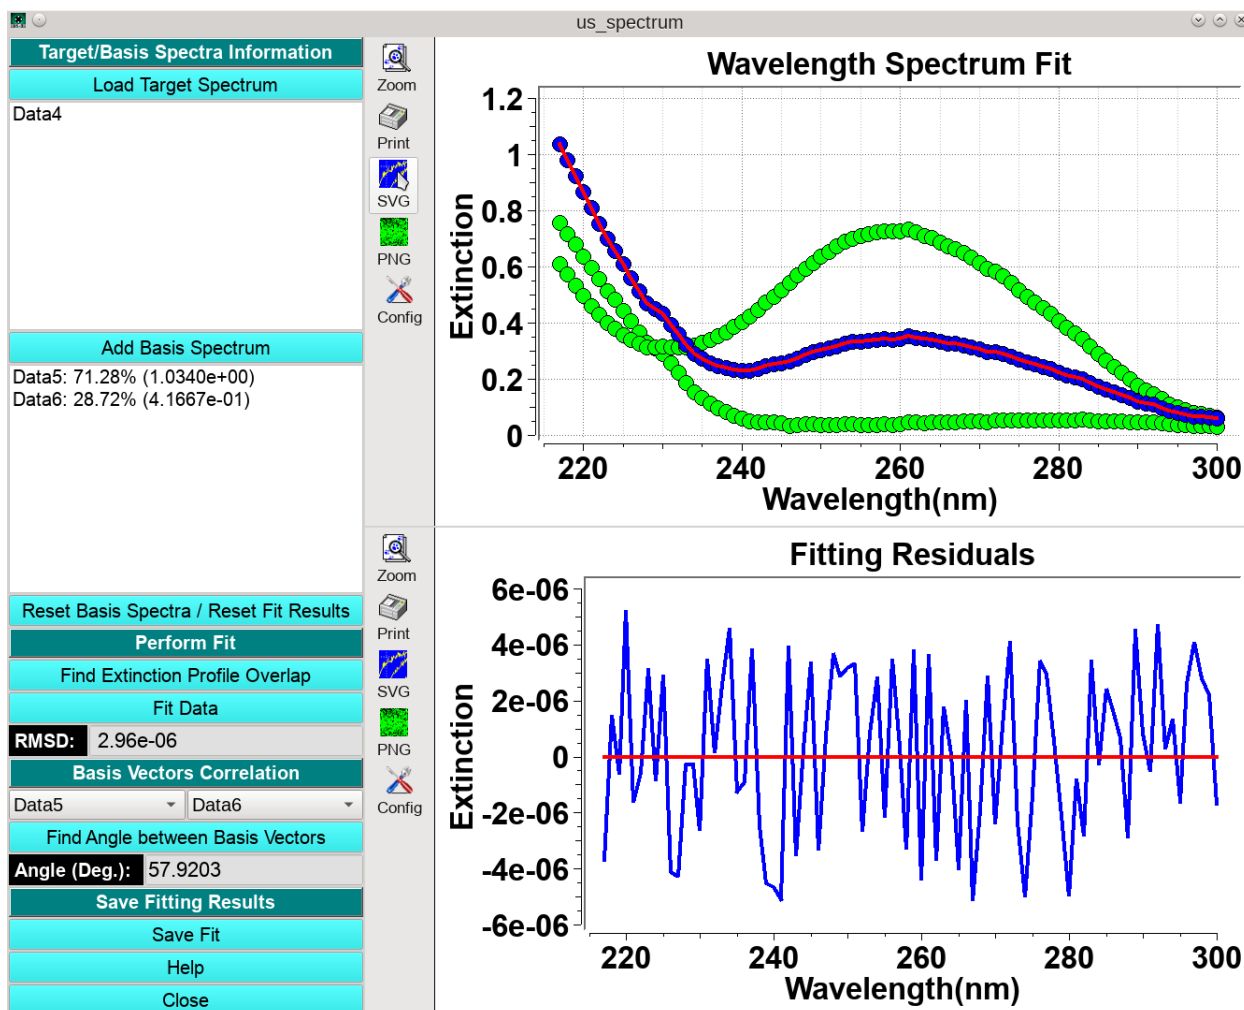 us_spectrum
Target/Basis Spectra Information
Load Target Spectrum
Data4
Add Basis Spectrum
Data5: 71.28% (1.0340e+00)
Data6: 28.72% (4.1667e-01)
Reset Basis Spectra / Reset Fit Results
Perform Fit
Find Extinction Profile Overlap
Fit Data
RMSD: 2.96e-06
Basis Vectors Correlation
Data5 Data6
Find Angle between Basis Vectors
Angle (Deg.): 57.9203
Save Fitting Results
Save Fit
Help
Close
Zoom
Print
SVG
PNG
Config
Wavelength Spectrum Fit
Extinction
1.2
1
0.8
0.6
0.4
0.2
0
220 240 260 280 300
Wavelength(nm)
Zoom
Print
SVG
PNG
Config
Fitting Residuals
Extinction
6e-06
4e-06
2e-06
0
-2e-06
-4e-06
-6e-06
220 240 260 280 300
Wavelength(nm)